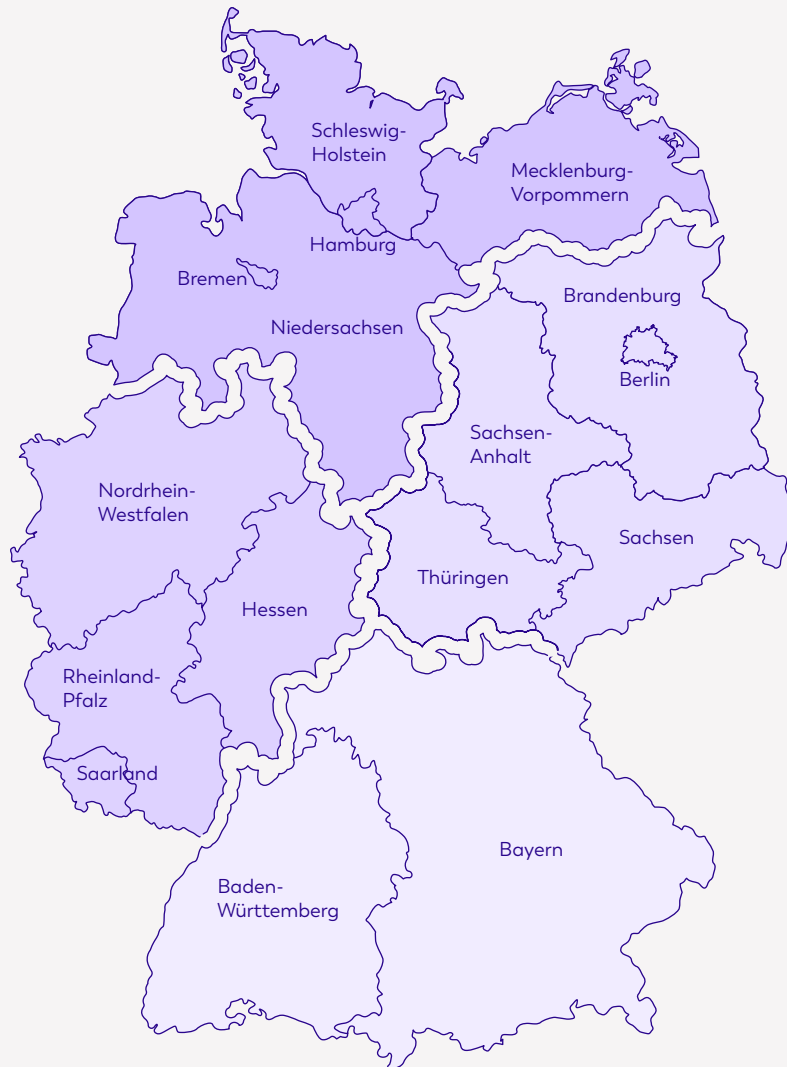 Schleswig-
Holstein
Mecklenburg-
Vorpommern
Hamburg
Bremen
Niedersachsen
Brandenburg
Berlin
Sachsen-
Anhalt
Nordrhein-
Westfalen
Sachsen
Thüringen
Hessen
Rheinland-
Pfalz
Saarland
Bayern
Baden-
Württemberg